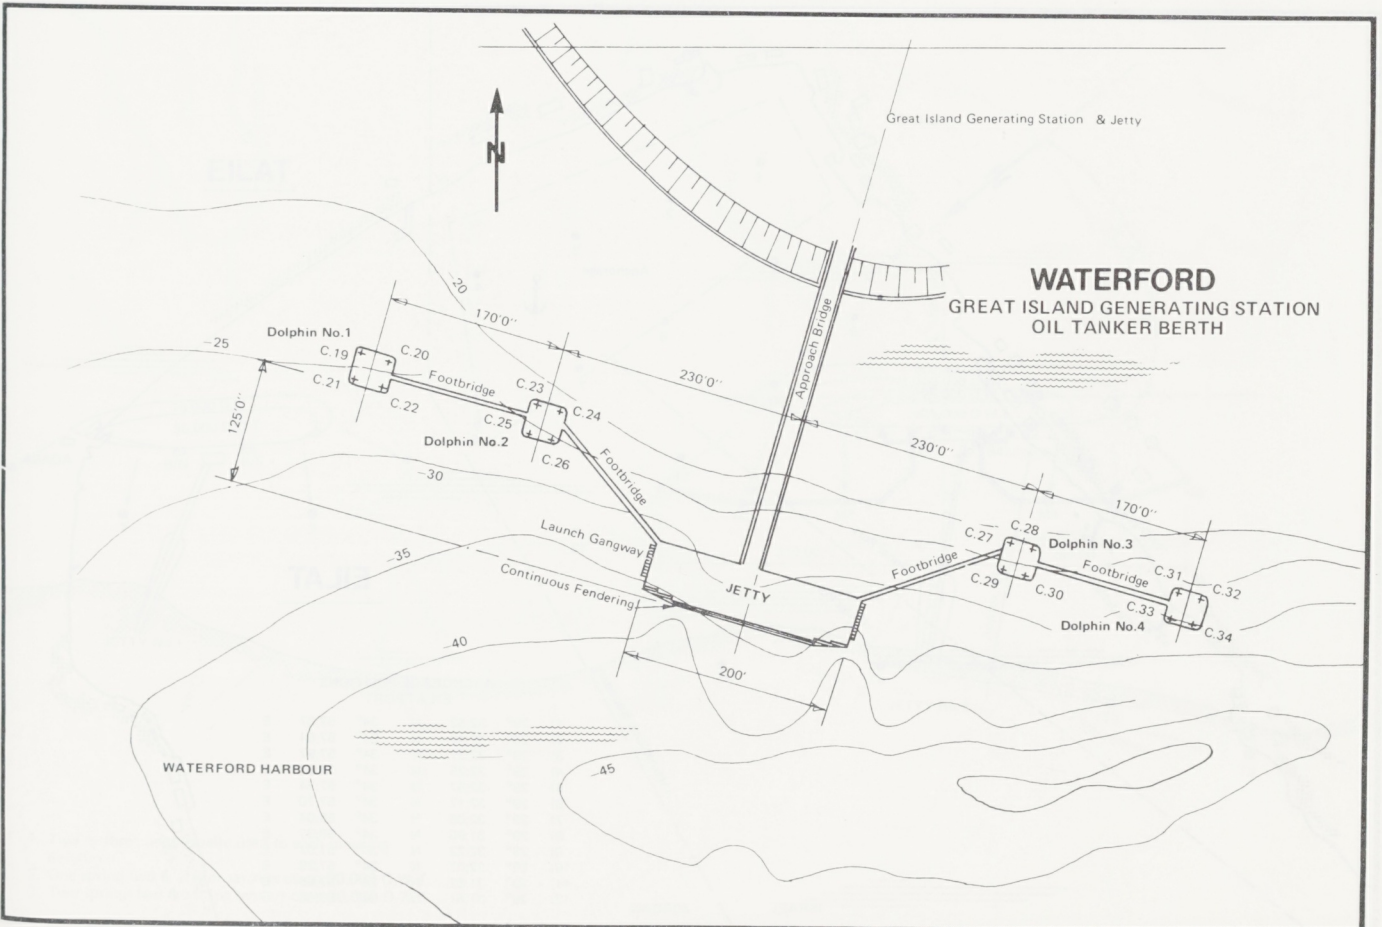 Great Island Generating Station & Jetty
N
WATERFORD
GREAT ISLAND GENERATING STATION
OIL TANKER BERTH
-20
170'0''
Dolphin No.1
C.19
C.20
C.21
C.22
-25
Footbridge
125'0''
230'0''
Approach Bridge
C.23
C.24
C.25
C.26
Dolphin No.2
Footbridge
230'0''
-30
170'0''
Launch Gangway
C.27
C.28
Dolphin No.3
C.29
C.30
Footbridge
Footbridge
C.31
C.32
C.33
C.34
Dolphin No.4
-35
Continuous Fendering
JETTY
-40
200'
WATERFORD HARBOUR
-45